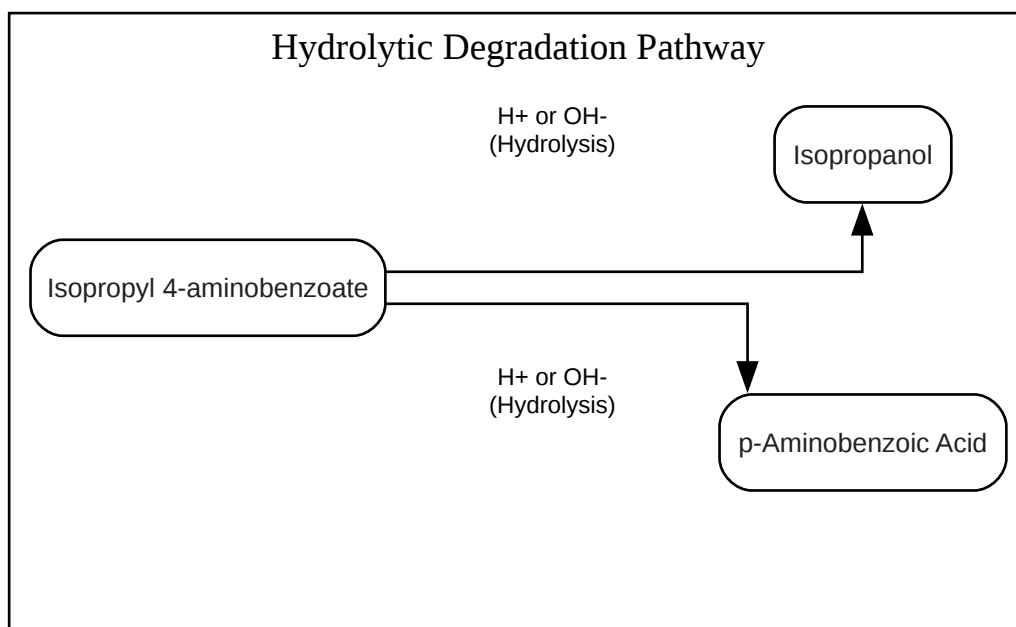 Hydrolytic Degradation Pathway
H+ or OH-
(Hydrolysis)
Isopropanol
Isopropyl 4-aminobenzoate
H+ or OH-
(Hydrolysis)
p-Aminobenzoic Acid